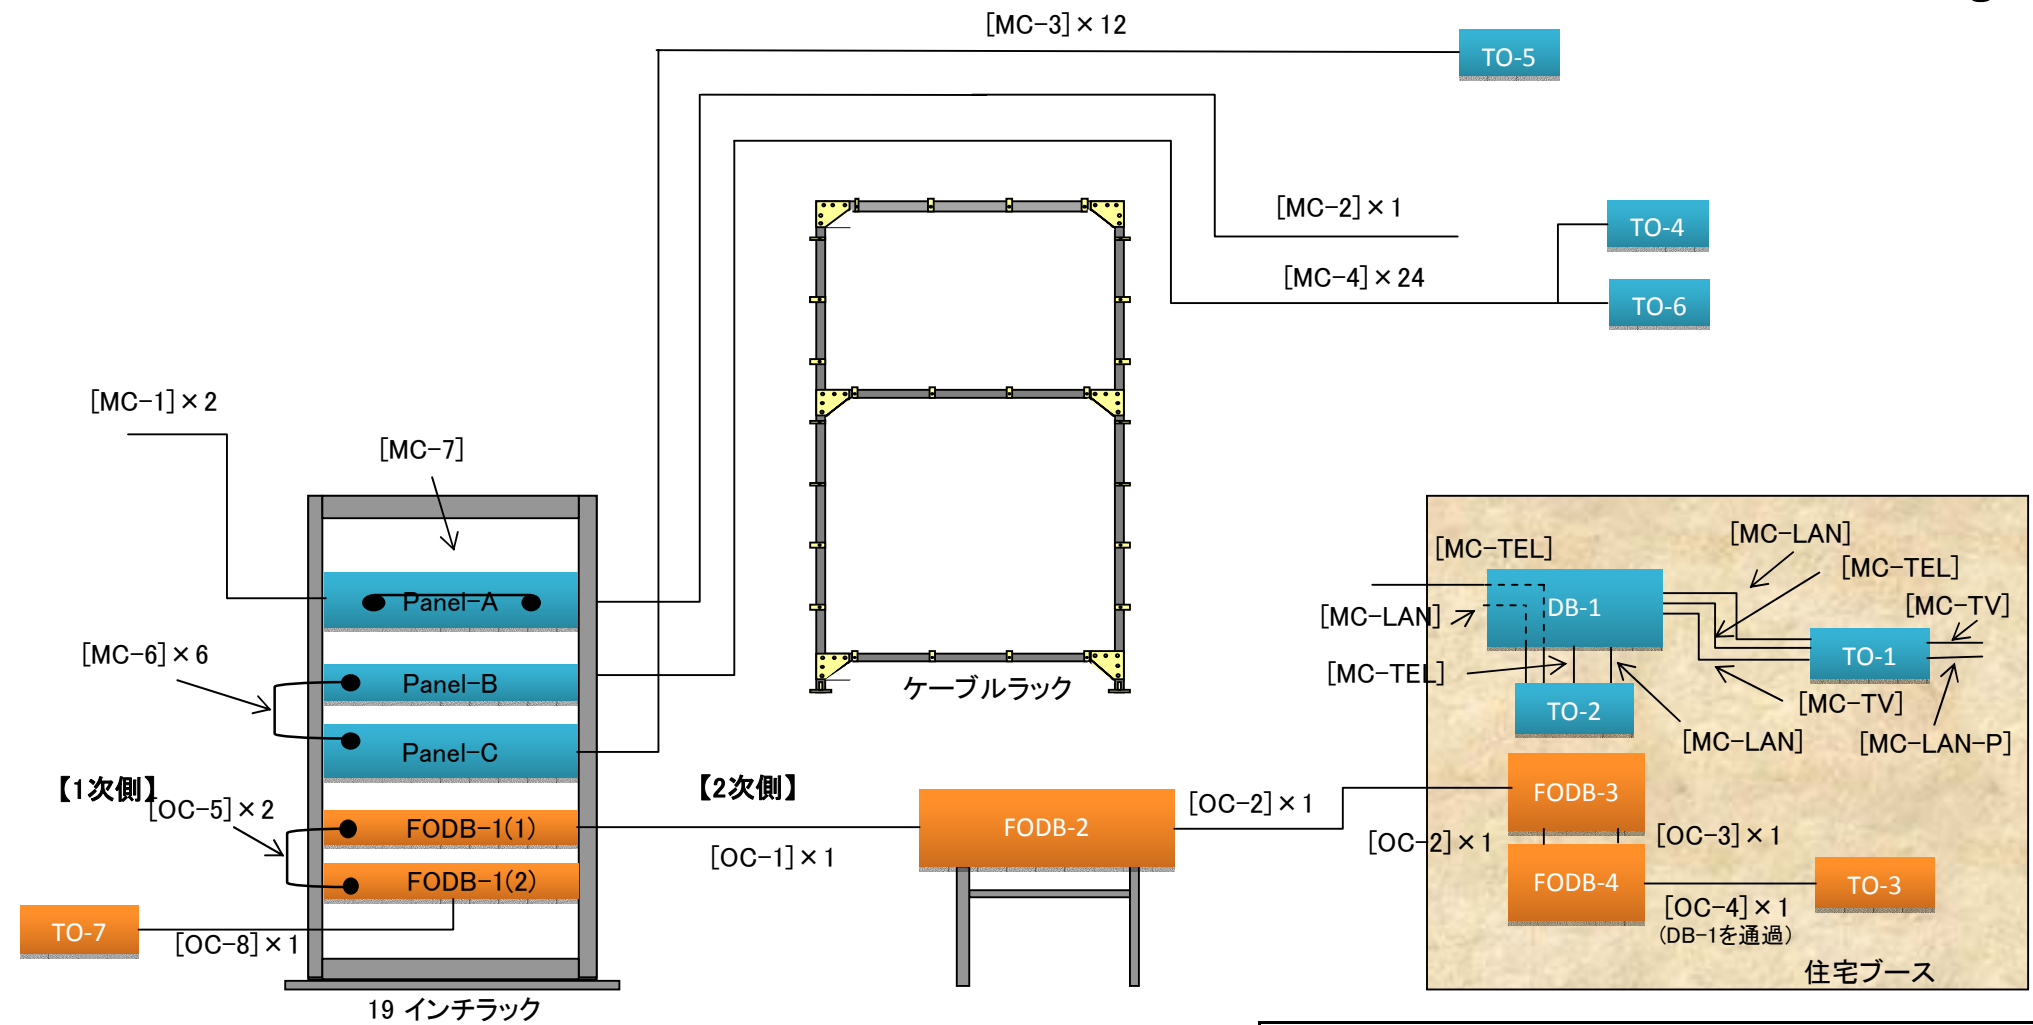 [MC-3]×12
TO-5
[MC-2]×1
TO-4
[MC-4]×24
TO-6
[MC-1]×2
[MC-7]
Panel-A
[MC-6]×6
Panel-B
Panel-C
ケーブルラック
【1次側】
[OC-5]×2
FODB-1(1)
FODB-1(2)
TO-7
[OC-8]×1
19 インチラック
【2次側】
[OC-1]×1
FODB-2
[OC-2]×1
[MC-TEL]
[MC-LAN]
[MC-TEL]
[MC-TV]
DB-1
[MC-LAN]
TO-1
[MC-TEL]
TO-2
[MC-TV]
[MC-LAN]
[MC-LAN-P]
FODB-3
[OC-2]×1
[OC-3]×1
FODB-4
TO-3
[OC-4]×1
(DB-1を通過)
住宅ブース